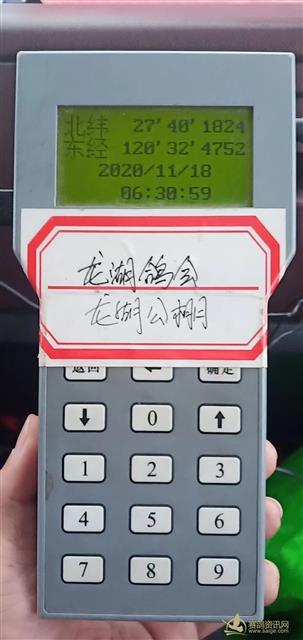 北纬 27°40'1824
东经 120°32'4752
2020/11/18
06:30:59
龙湖鸽会
龙湖公棚
返回 ← 确定
↓ 0 ↑
1 2 3
4 5 6
7 8 9
赛鸽资讯网
www.saige.com